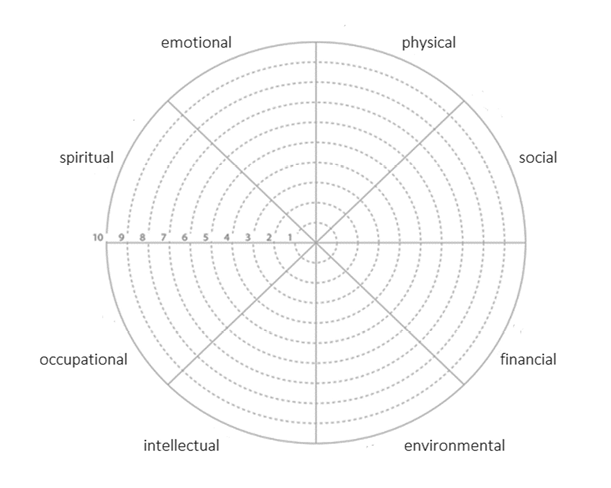 emotional
physical
spiritual
social
10 9 8 7 6 5 4 3 2 1
occupational
financial
intellectual
environmental